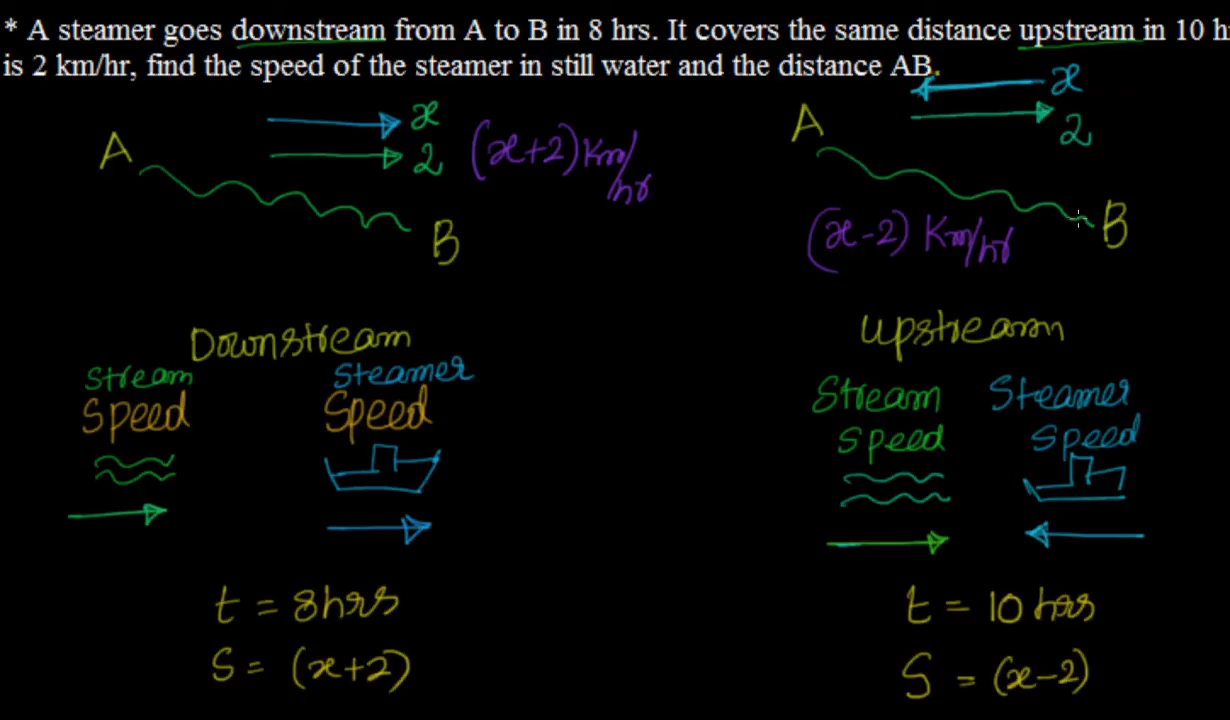 * A steamer goes downstream from A to B in 8 hrs. It covers the same distance upstream in 10
is 2 km/hr, find the speed of the steamer in still water and the distance AB.
A
x
2
(x+2) Km/hr
B
A
x
2
(x-2) Km/hr
B
Downstream
Stream Speed
Steamer Speed
t = 8hrs
S = (x+2)
Upstream
Stream Speed
Steamer Speed
t = 10 hrs
S = (x-2)